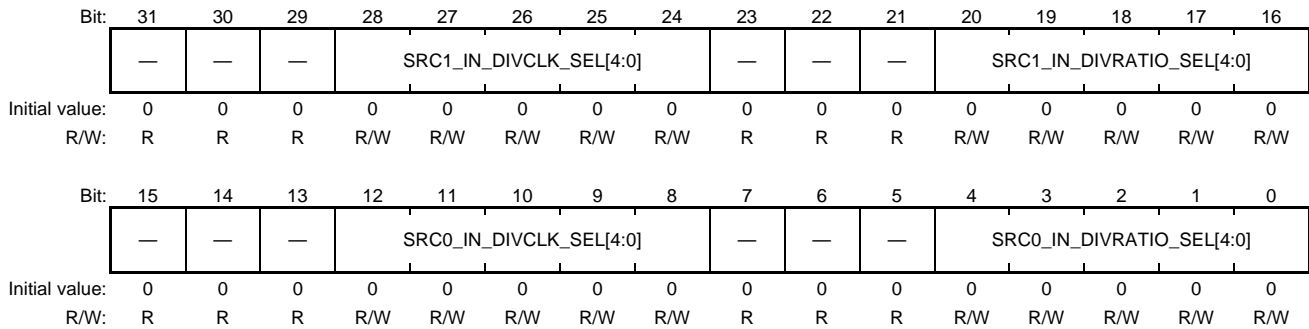 Bit: 31 30 29 28 27 26 25 24 23 22 21 20 19 18 17 16
— — — SRC1_IN_DIVCLK_SEL[4:0] — — — SRC1_IN_DIVRATIO_SEL[4:0]
Initial value: 0 0 0 0 0 0 0 0 0 0 0 0 0 0 0 0
R/W: R R R R/W R/W R/W R/W R/W R R R R/W R/W R/W R/W R/W
Bit: 15 14 13 12 11 10 9 8 7 6 5 4 3 2 1 0
— — — SRC0_IN_DIVCLK_SEL[4:0] — — — SRC0_IN_DIVRATIO_SEL[4:0]
Initial value: 0 0 0 0 0 0 0 0 0 0 0 0 0 0 0 0
R/W: R R R R/W R/W R/W R/W R/W R R R R/W R/W R/W R/W R/W